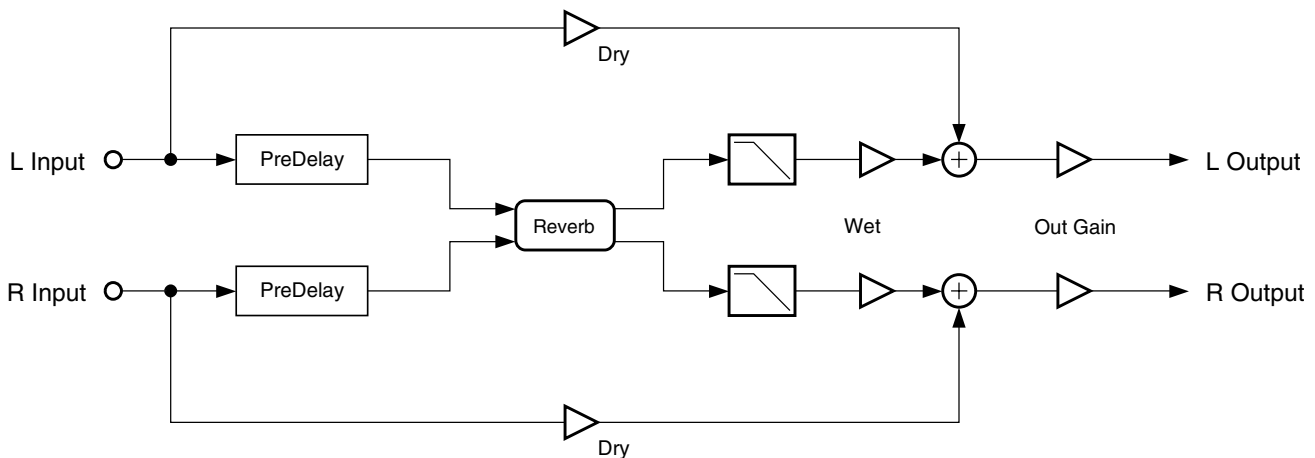 Dry
L Input
PreDelay
L Output
Reverb
Wet
Out Gain
R Input
PreDelay
R Output
Dry